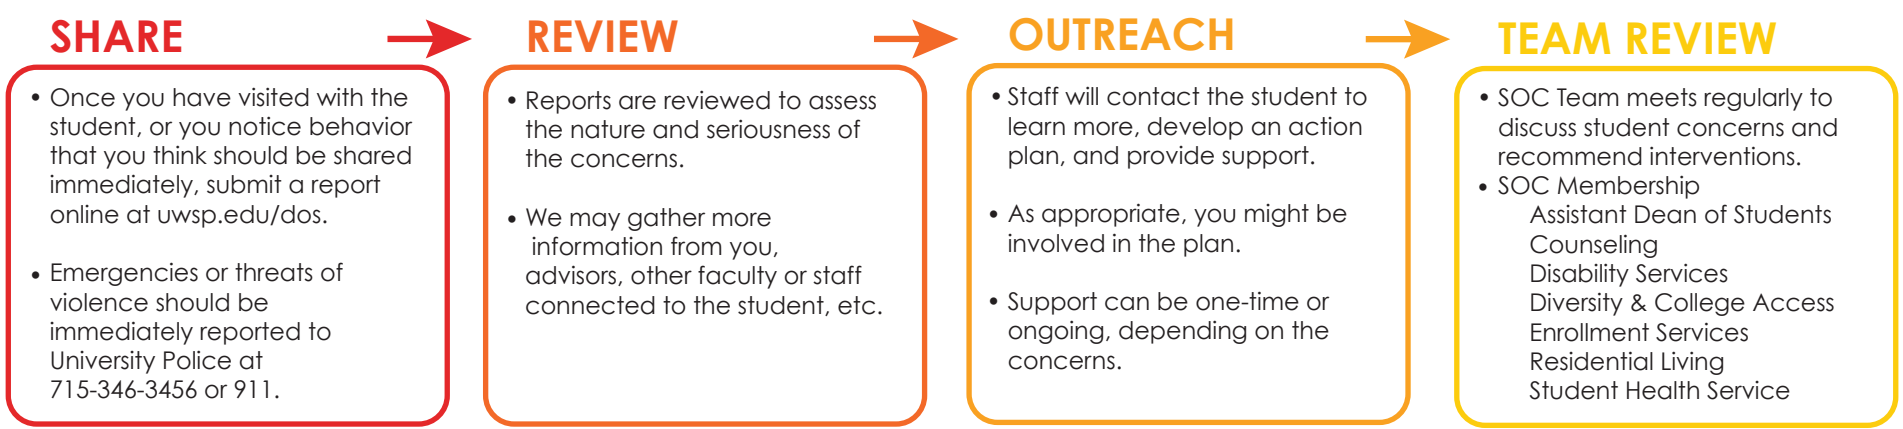 SHARE
• Once you have visited with the
student, or you notice behavior
that you think should be shared
immediately, submit a report
online at uwsp.edu/dos.
• Emergencies or threats of
violence should be
immediately reported to
University Police at
715-346-3456 or 911.
REVIEW
• Reports are reviewed to assess
the nature and seriousness of
the concerns.
• We may gather more
information from you,
advisors, other faculty or staff
connected to the student, etc.
OUTREACH
• Staff will contact the student to
learn more, develop an action
plan, and provide support.
• As appropriate, you might be
involved in the plan.
• Support can be one-time or
ongoing, depending on the
concerns.
TEAM REVIEW
• SOC Team meets regularly to
discuss student concerns and
recommend interventions.
• SOC Membership
Assistant Dean of Students
Counseling
Disability Services
Diversity & College Access
Enrollment Services
Residential Living
Student Health Service